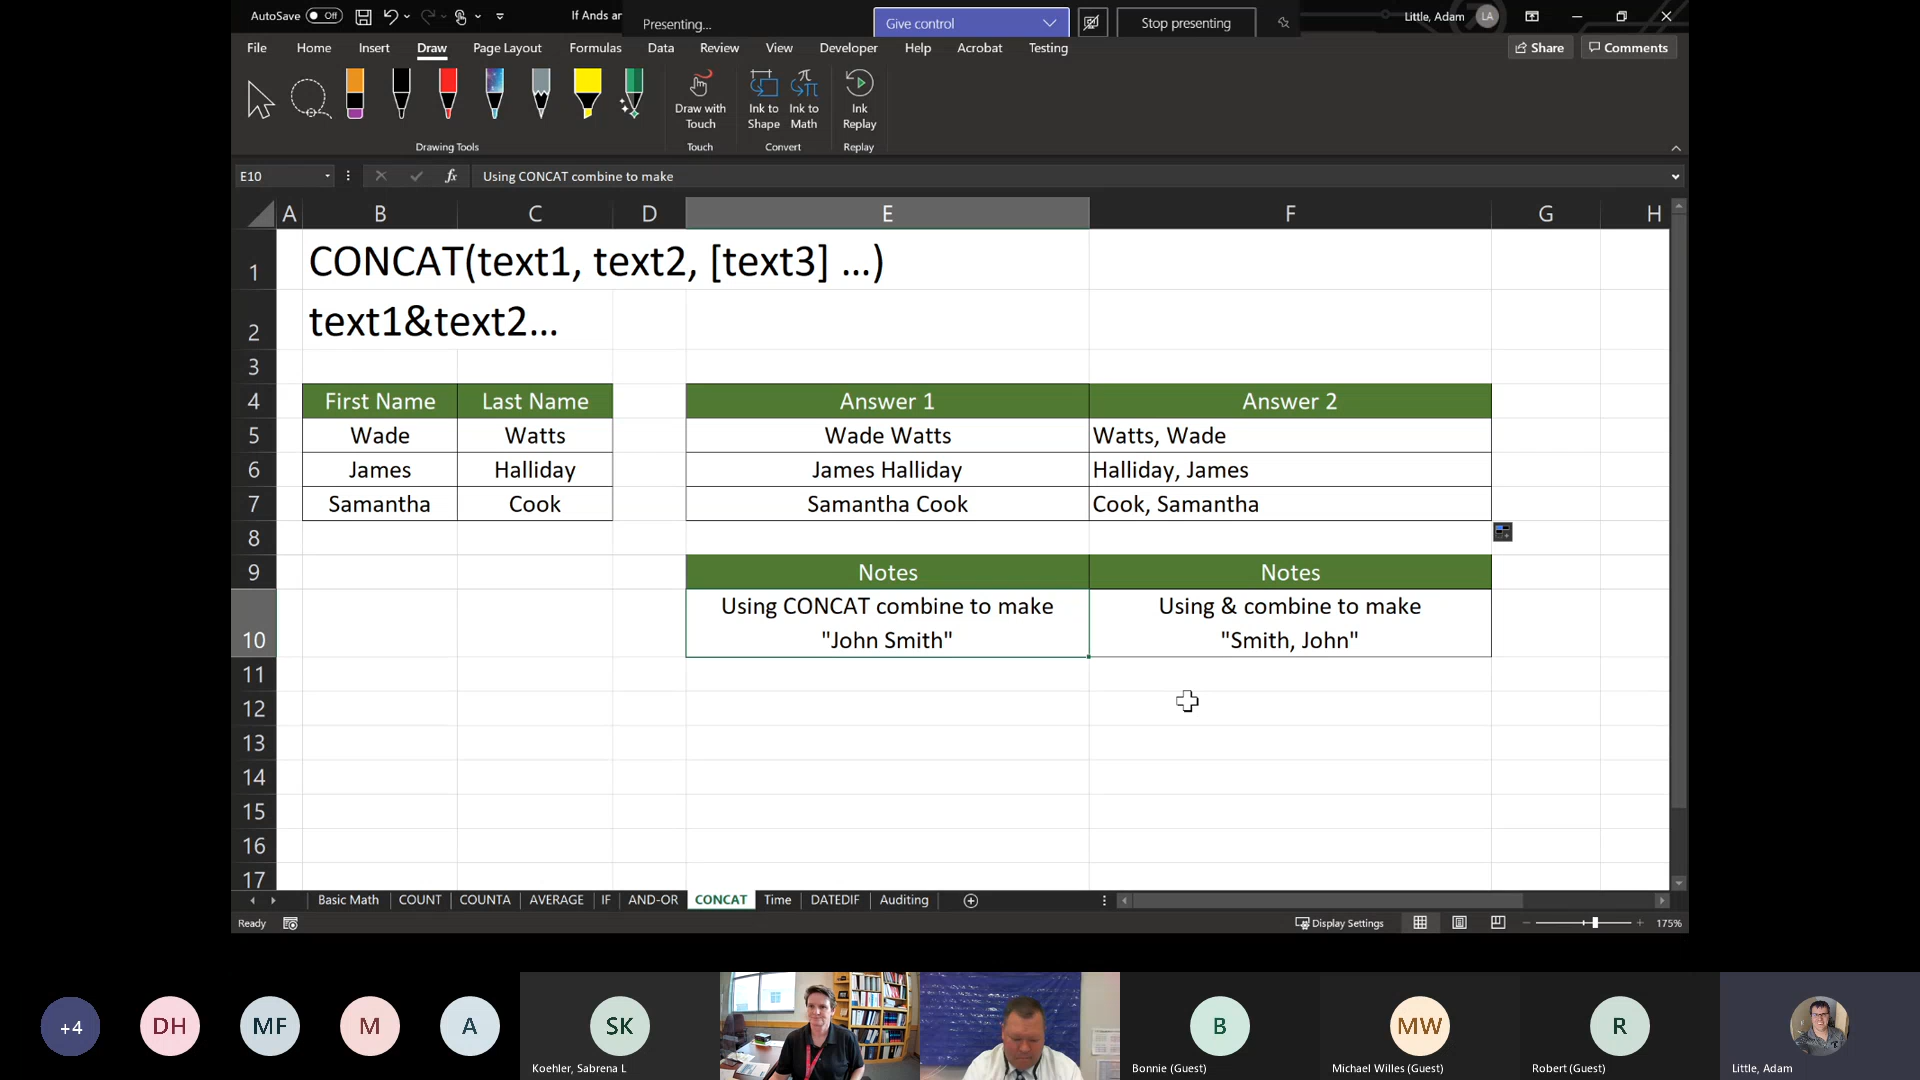 AutoSave Off If Ands ar Presenting... Give control Stop presenting Little, Adam LA
File Home Insert Draw Page Layout Formulas Data Review View Developer Help Acrobat Testing Share Comments
Draw with Touch
Ink to Shape
Ink to Math
Ink Replay
Drawing Tools Touch Convert Replay
E10 fx Using CONCAT combine to make
A B C D E F G H
1 CONCAT(text1, text2, [text3] ...)
2 text1&text2...
3
4 First Name Last Name Answer 1 Answer 2
5 Wade Watts Wade Watts Watts, Wade
6 James Halliday James Halliday Halliday, James
7 Samantha Cook Samantha Cook Cook, Samantha
8
9 Notes Notes
Using CONCAT combine to make Using & combine to make
10 "John Smith" "Smith, John"
11
12
13
14
15
16
17
Basic Math COUNT COUNTA AVERAGE IF AND-OR CONCAT Time DATEDIF Auditing
Ready Display Settings 175%
+4 DH MF M A SK B MW R
Koehler, Sabrena L Bonnie (Guest) Michael Willes (Guest) Robert (Guest) Little, Adam